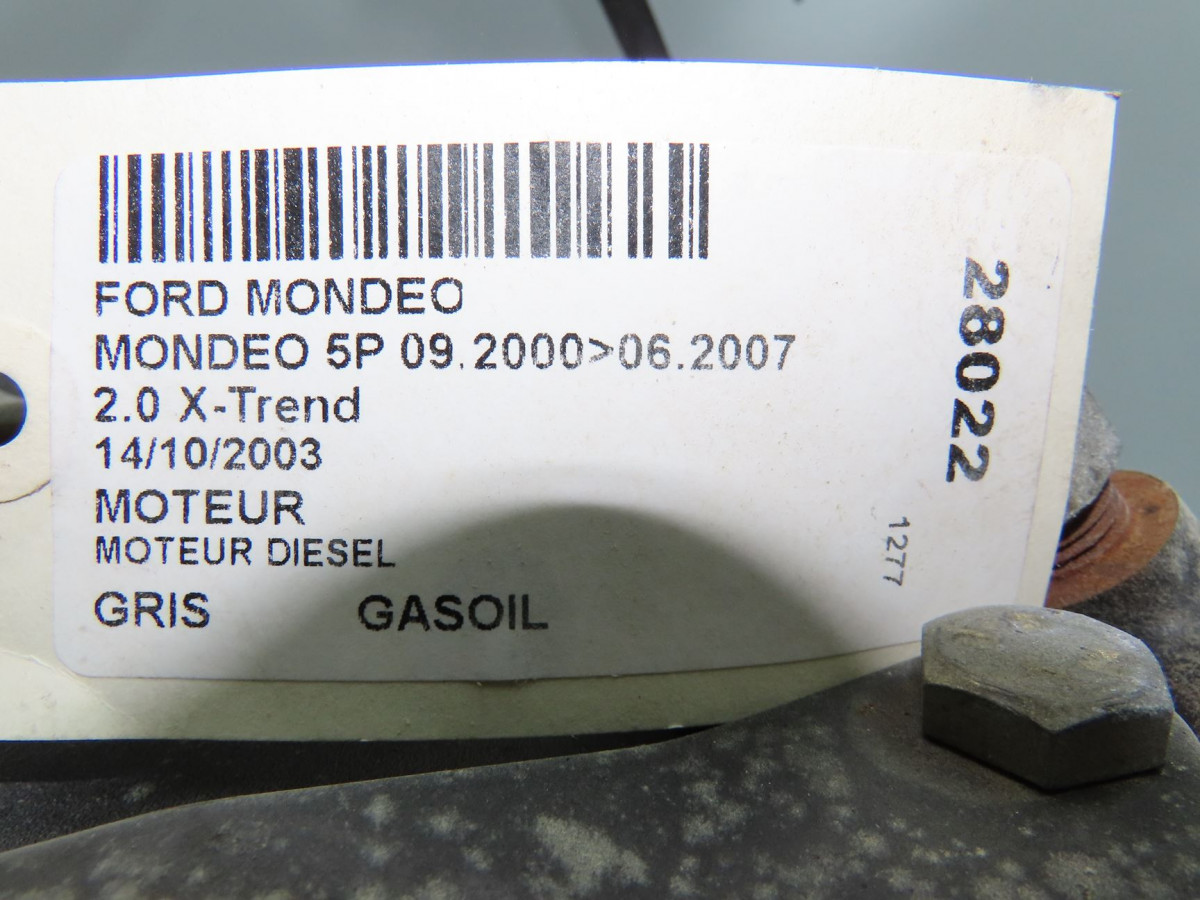 FORD MONDEO
MONDEO 5P 09.2000>06.2007
2.0 X-Trend
14/10/2003
MOTEUR
MOTEUR DIESEL
GRIS GASOIL
28022
1277